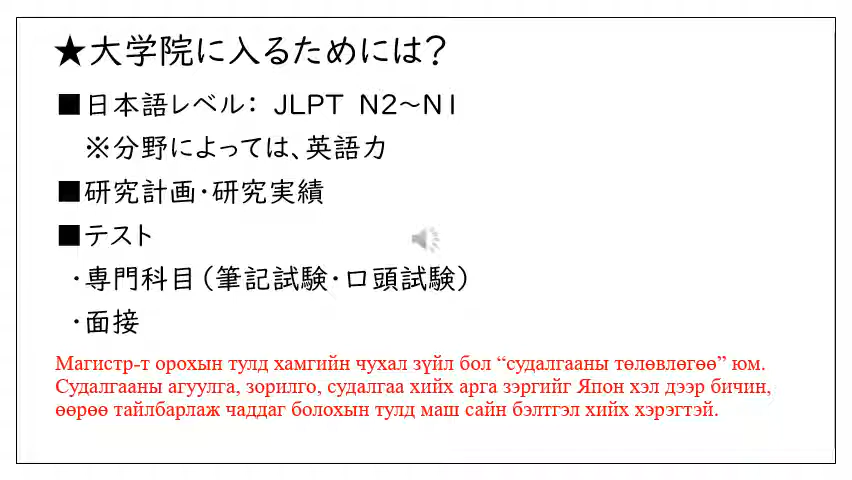 ★大学院に入るためには？
■日本語レベル： JLPT N2～N1
※分野によっては、英語力
■研究計画・研究実績
■テスト
・専門科目（筆記試験・口頭試験）
・面接
Магистр-т орохын тулд хамгийн чухал зүйл бол “судалгааны төлөвлөгөө” юм.
Судалгааны агуулга, зорилго, судалгаа хийх арга зэргийг Япон хэл дээр бичин,
өөрөө тайлбарлаж чаддаг болохын тулд маш сайн бэлтгэл хийх хэрэгтэй.